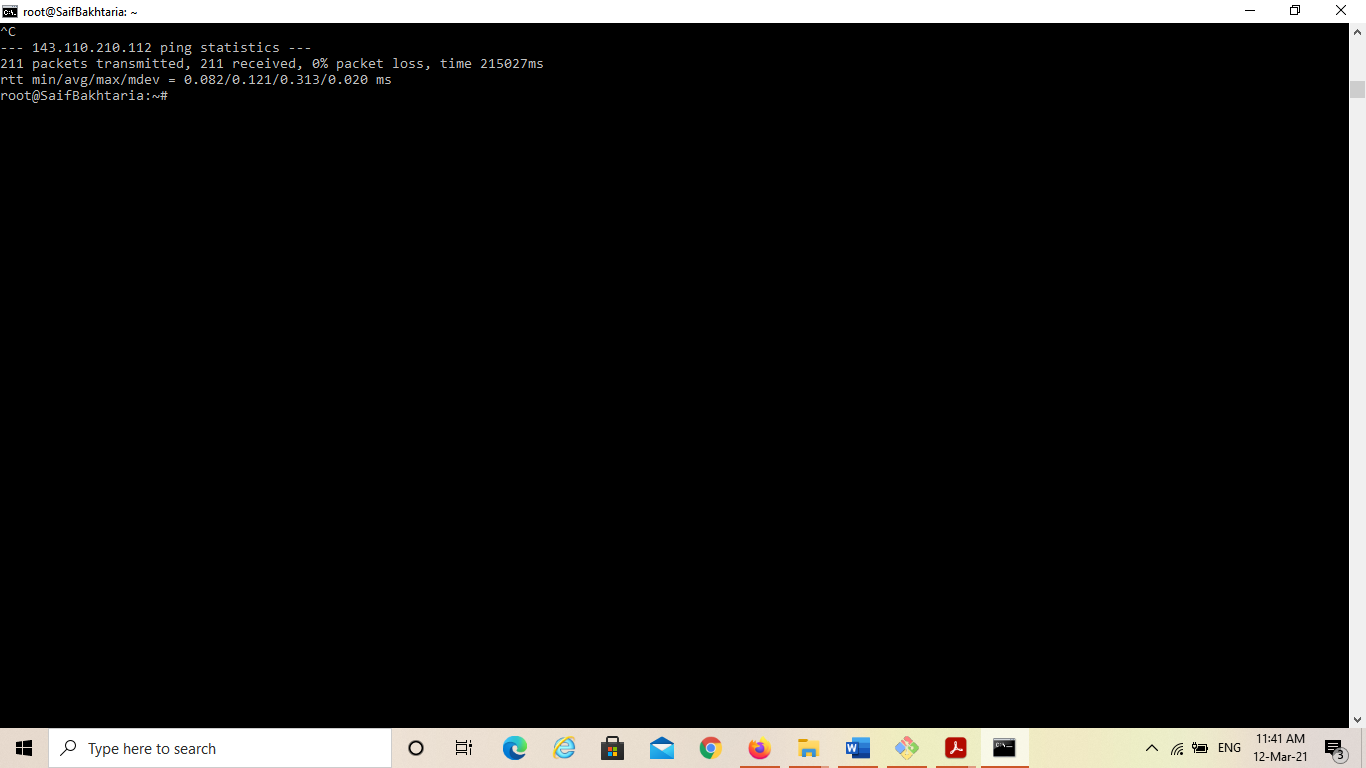 root@SaifBakhtaria: ~
^C
--- 143.110.210.112 ping statistics ---
211 packets transmitted, 211 received, 0% packet loss, time 215027ms
rtt min/avg/max/mdev = 0.082/0.121/0.313/0.020 ms
root@SaifBakhtaria:~#
Type here to search
ENG
11:41 AM
12-Mar-21
3